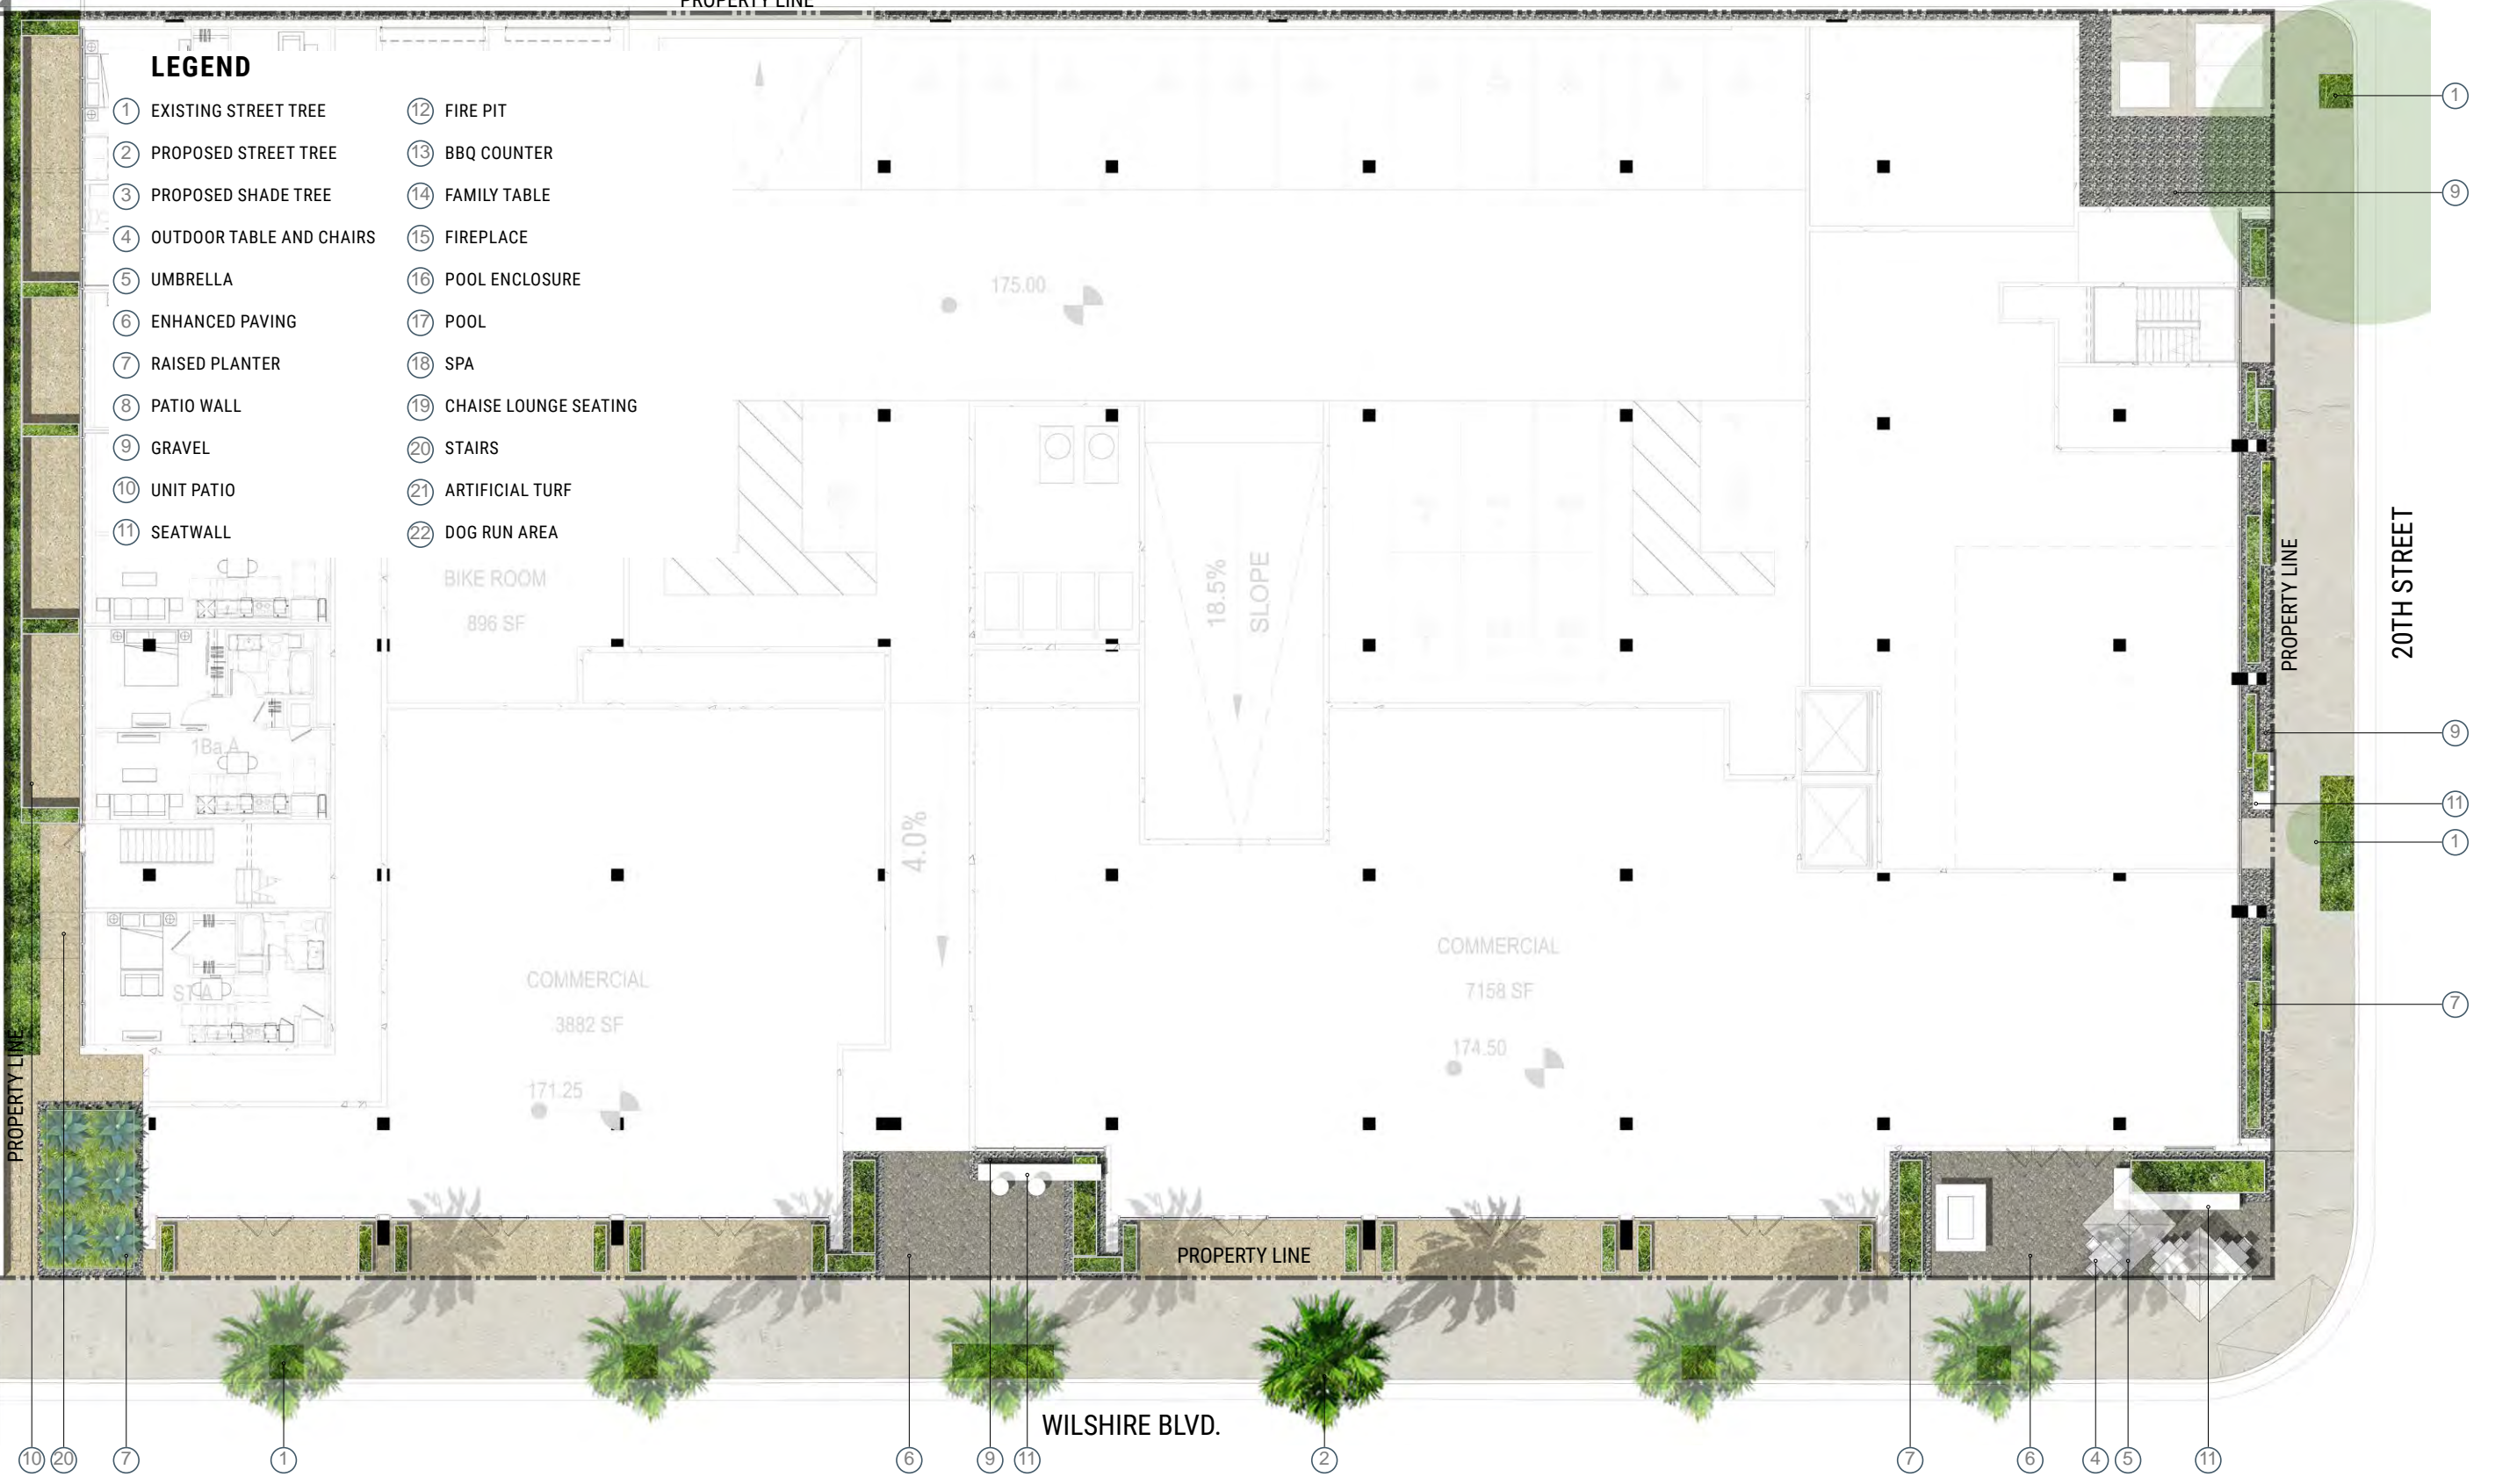 PROPERTY LINE
LEGEND
1 EXISTING STREET TREE
2 PROPOSED STREET TREE
3 PROPOSED SHADE TREE
4 OUTDOOR TABLE AND CHAIRS
5 UMBRELLA
6 ENHANCED PAVING
7 RAISED PLANTER
8 PATIO WALL
9 GRAVEL
10 UNIT PATIO
11 SEATWALL
12 FIRE PIT
13 BBQ COUNTER
14 FAMILY TABLE
15 FIREPLACE
16 POOL ENCLOSURE
17 POOL
18 SPA
19 CHAISE LOUNGE SEATING
20 STAIRS
21 ARTIFICIAL TURF
22 DOG RUN AREA
1
9
175.00
BIKE ROOM
896 SF
18.5%
SLOPE
PROPERTY LINE
20TH STREET
1Ba.A
9
11
1
4.0%
COMMERCIAL
3882 SF
171.25
COMMERCIAL
7158 SF
174.50
ST.A
7
PROPERTY LINE
PROPERTY LINE
WILSHIRE BLVD.
10
20
7
1
6
9
11
2
7
6
4
5
11